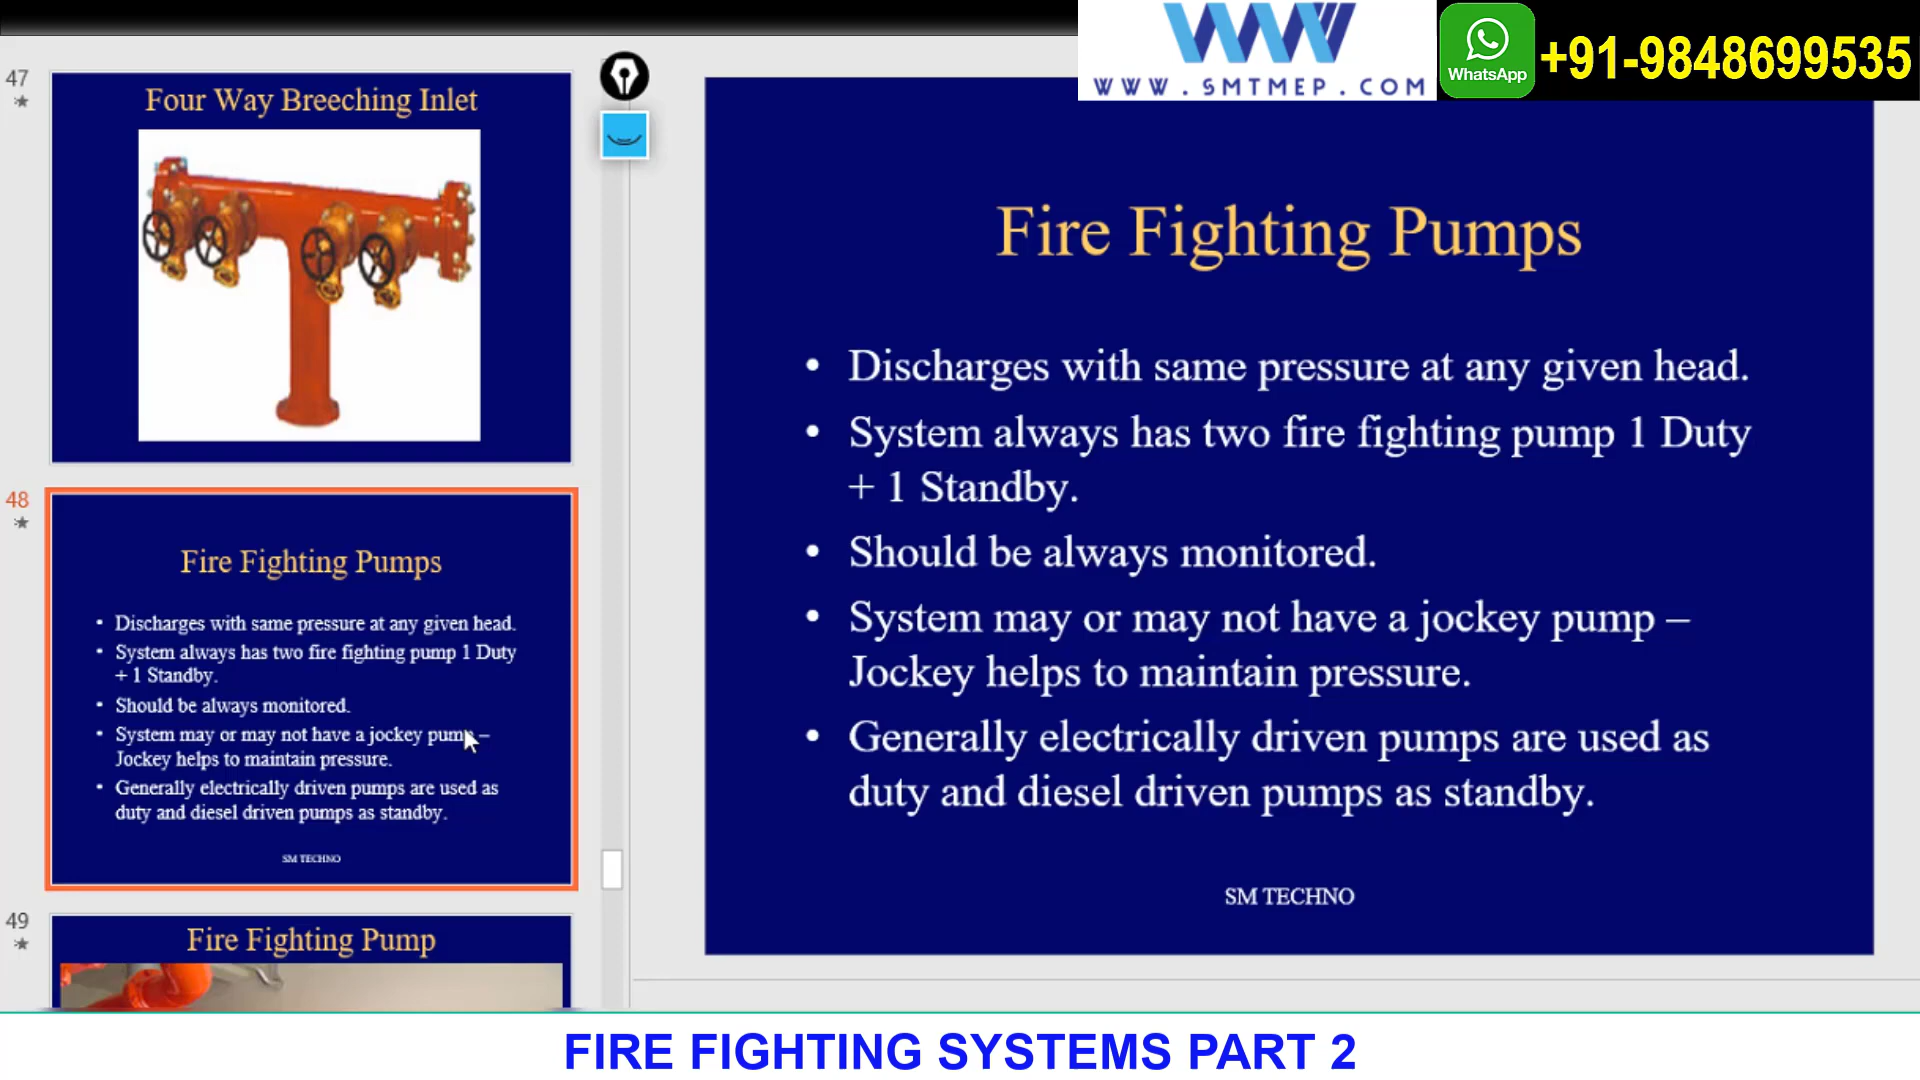 WWW.SMTMEP.COM
WhatsApp
+91-9848699535
47
Four Way Breeching Inlet
48
Fire Fighting Pumps
• Discharges with same pressure at any given head.
• System always has two fire fighting pump 1 Duty
+ 1 Standby.
• Should be always monitored.
• System may or may not have a jockey pump –
Jockey helps to maintain pressure.
• Generally electrically driven pumps are used as
duty and diesel driven pumps as standby.
SM TECHNO
49
Fire Fighting Pump
Fire Fighting Pumps
• Discharges with same pressure at any given head.
• System always has two fire fighting pump 1 Duty
+ 1 Standby.
• Should be always monitored.
• System may or may not have a jockey pump –
Jockey helps to maintain pressure.
• Generally electrically driven pumps are used as
duty and diesel driven pumps as standby.
SM TECHNO
FIRE FIGHTING SYSTEMS PART 2